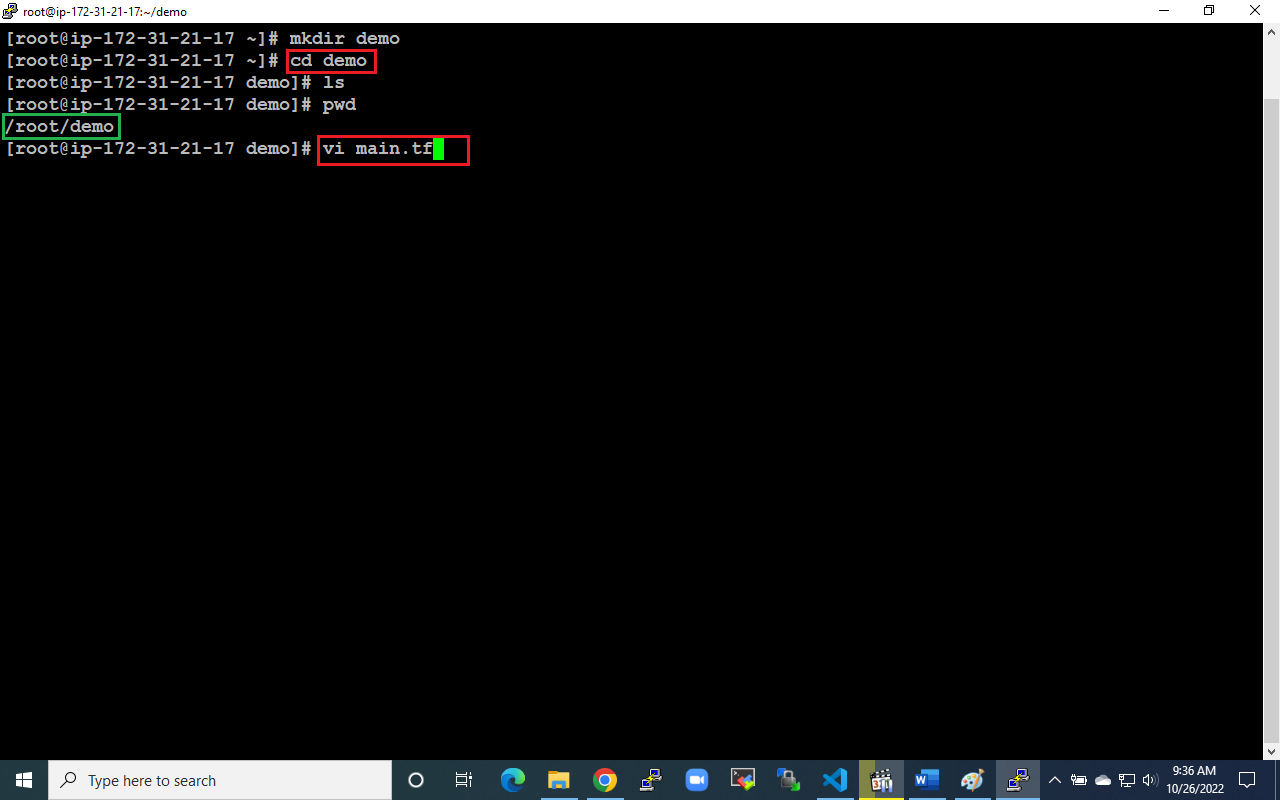 root@ip-172-31-21-17:~/demo
[root@ip-172-31-21-17 ~]# mkdir demo
[root@ip-172-31-21-17 ~]# cd demo
[root@ip-172-31-21-17 demo]# ls
[root@ip-172-31-21-17 demo]# pwd
/root/demo
[root@ip-172-31-21-17 demo]# vi main.tf
Type here to search
9:36 AM
10/26/2022